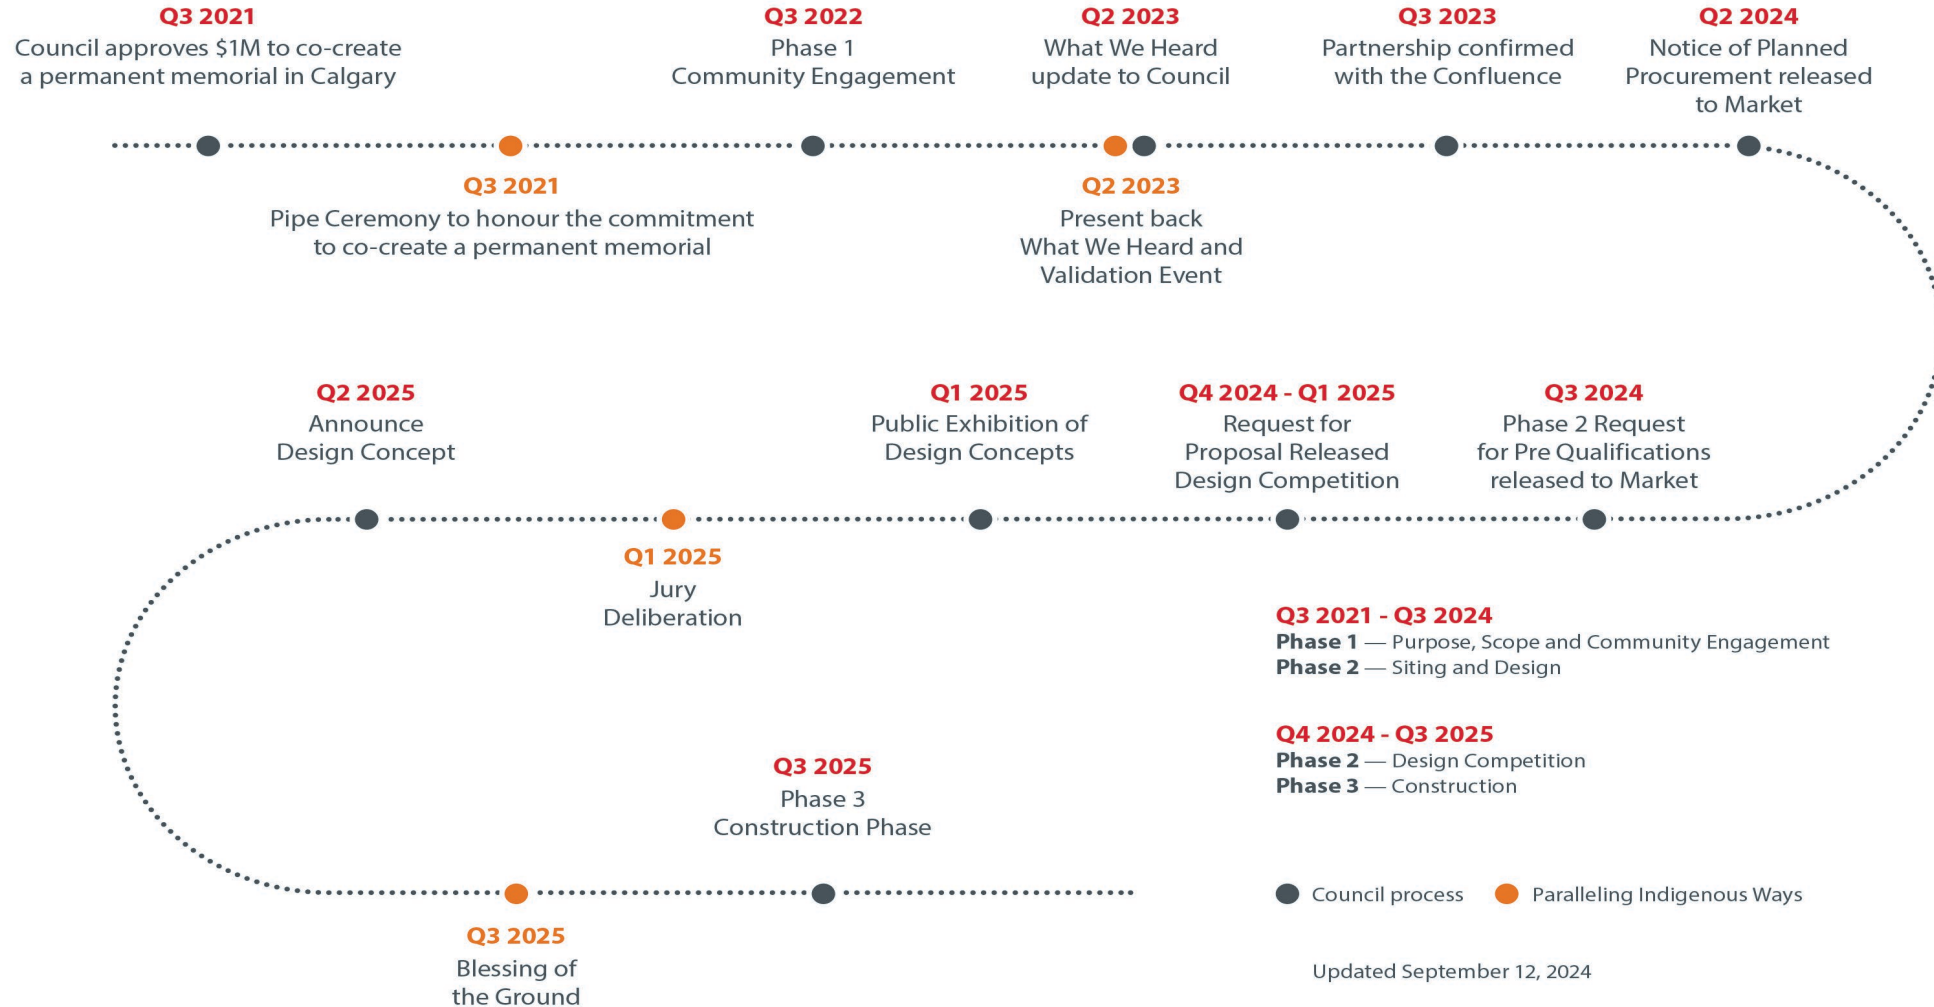 Q3 2021
Council approves $1M to co-create
a permanent memorial in Calgary
Q3 2021
Pipe Ceremony to honour the commitment
to co-create a permanent memorial
Q3 2022
Phase 1
Community Engagement
Q2 2023
What We Heard
update to Council
Q2 2023
Present back
What We Heard and
Validation Event
Q3 2023
Partnership confirmed
with the Confluence
Q2 2024
Notice of Planned
Procurement released
to Market
Q3 2024
Phase 2 Request
for Pre Qualifications
released to Market
Q4 2024 - Q1 2025
Request for
Proposal Released
Design Competition
Q1 2025
Public Exhibition of
Design Concepts
Q1 2025
Jury
Deliberation
Q2 2025
Announce
Design Concept
Q3 2025
Blessing of
the Ground
Q3 2025
Phase 3
Construction Phase
Q3 2021 - Q3 2024
Phase 1 — Purpose, Scope and Community Engagement
Phase 2 — Siting and Design
Q4 2024 - Q3 2025
Phase 2 — Design Competition
Phase 3 — Construction
Council process
Paralleling Indigenous Ways
Updated September 12, 2024